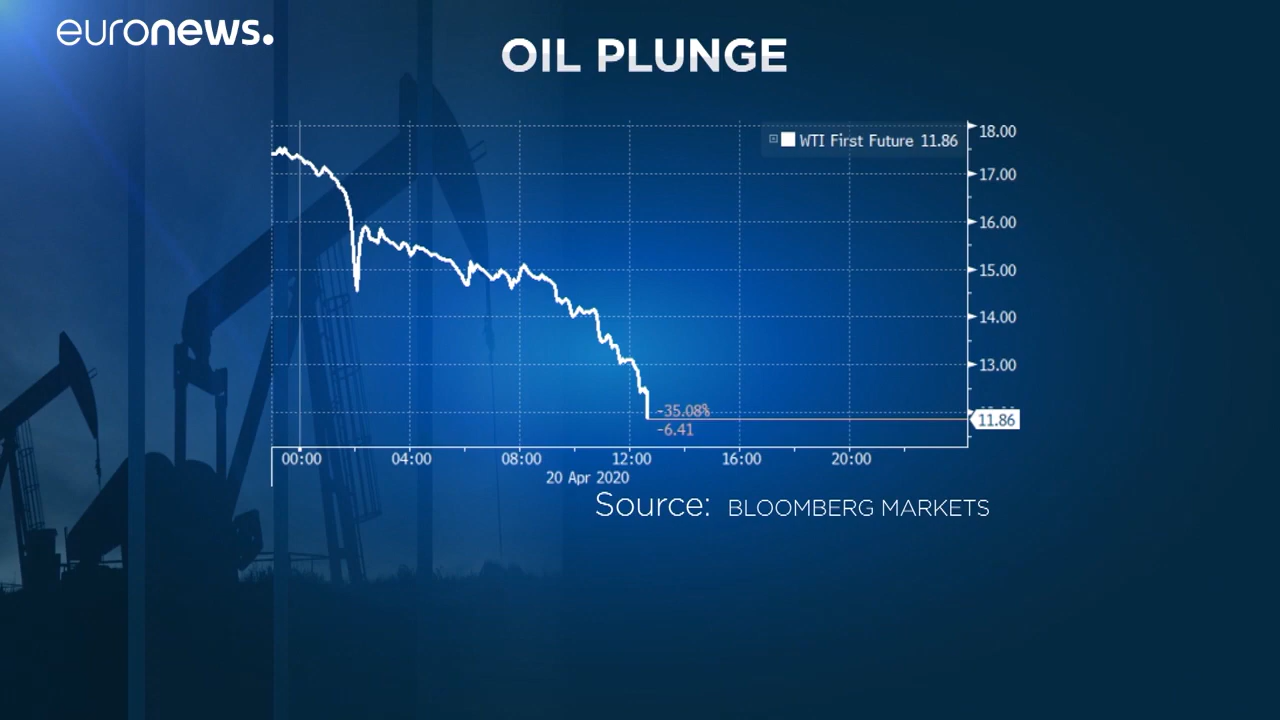 euronews.
OIL PLUNGE
WTI First Future 11.86
18.00
17.00
16.00
15.00
14.00
13.00
11.86
-35.08%
-6.41
00:00 04:00 08:00 12:00 16:00 20:00
20 Apr 2020
Source: BLOOMBERG MARKETS